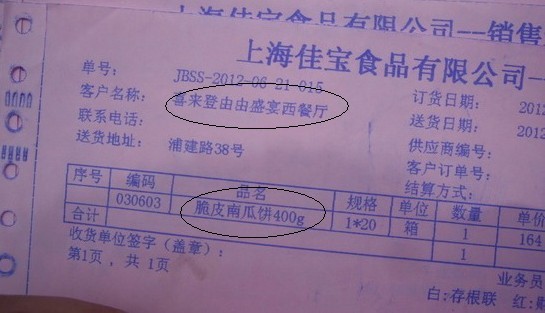 上海佳宝食品有限公司--销售
上海佳宝食品有限公司--
单号： JBSS-2012-06-21-015 订货日期： 2012
客户名称： 喜来登由由盛宴西餐厅 送货日期： 2012
联系电话： 供应商编号：
送货地址： 浦建路38号 客户订单号：
结算方式：
序号 编码 品名 规格 单位 数量 单价
030603 脆皮南瓜饼400g 1*20 箱 1 164
合计 1
收货单位签字（盖章）： 业务员
第1页 ，共 1页 白：存根联 红：